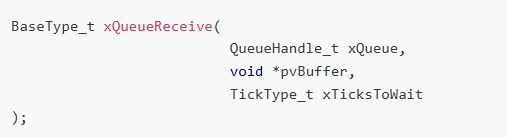 BaseType_t xQueueReceive(
QueueHandle_t xQueue,
void *pvBuffer,
TickType_t xTicksToWait
);